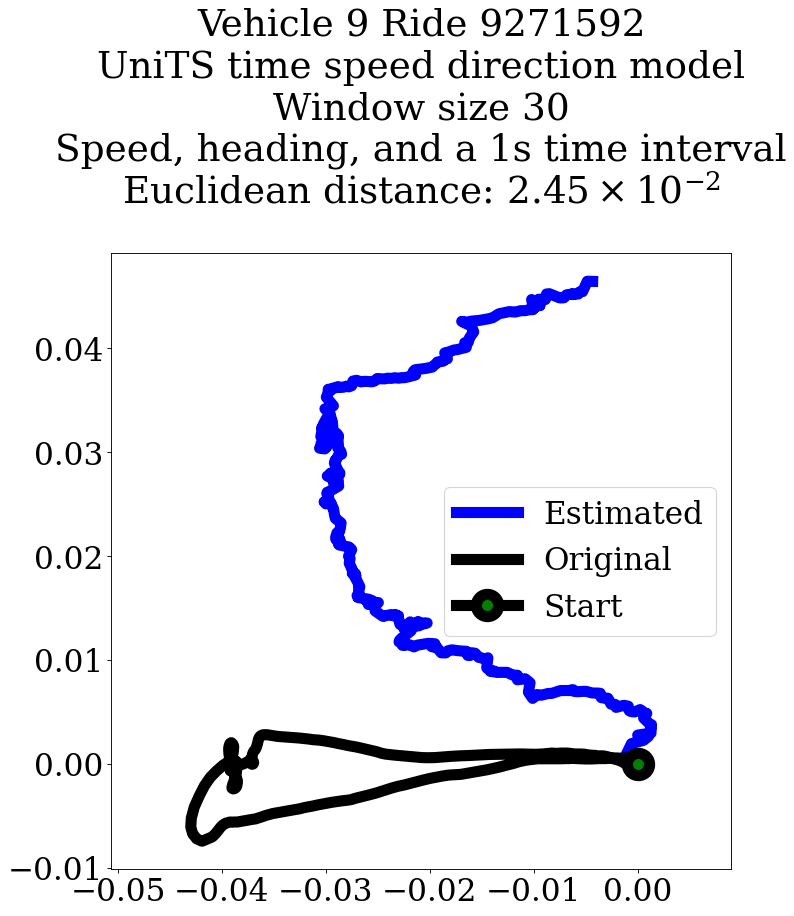 Vehicle 9 Ride 9271592
UniTS time speed direction model
Window size 30
Speed, heading, and a 1s time interval
Euclidean distance: 2.45 × 10⁻²
0.04
0.03
Estimated
0.02
Original
Start
0.01
0.00
−0.01
−0.05 −0.04 −0.03 −0.02 −0.01 0.00